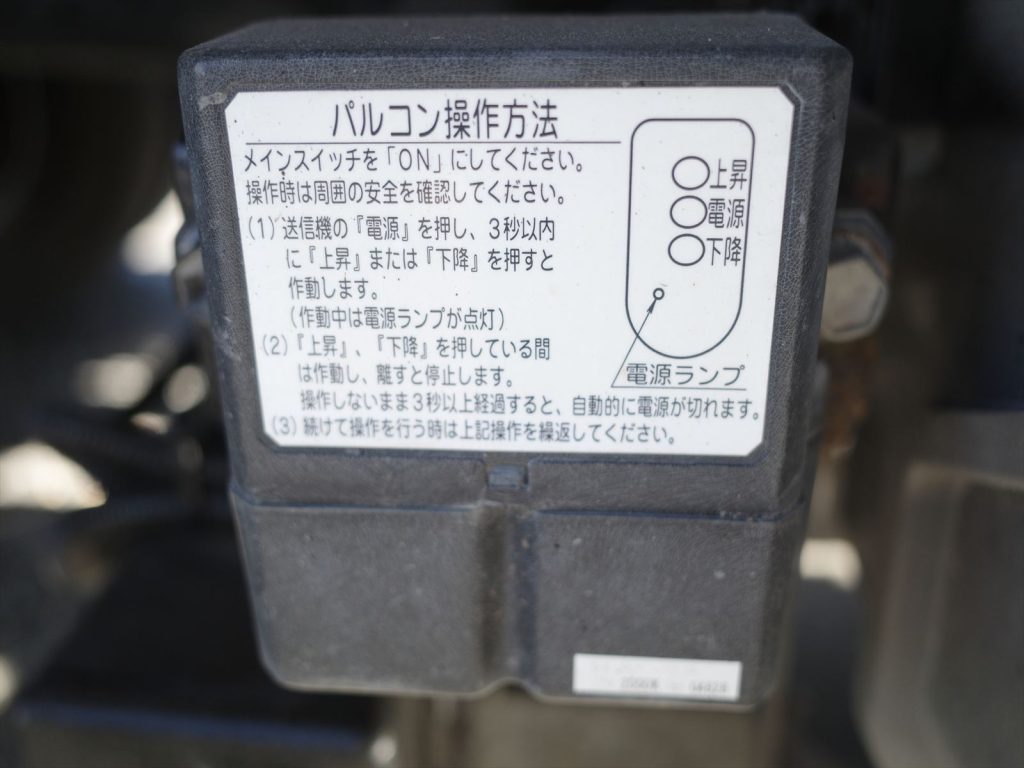 パルコン操作方法
メインスイッチを「ON」にしてください。
操作時は周囲の安全を確認してください。
(1) 送信機の『電源』を押し、3秒以内
に『上昇』または『下降』を押すと
作動します。
(作動中は電源ランプが点灯)
(2)『上昇』、『下降』を押している間
は作動し、離すと停止します。
操作しないまま3秒以上経過すると、自動的に電源が切れます。
(3) 続けて操作を行う時は上記操作を繰返してください。
上昇
電源
下降
電源ランプ